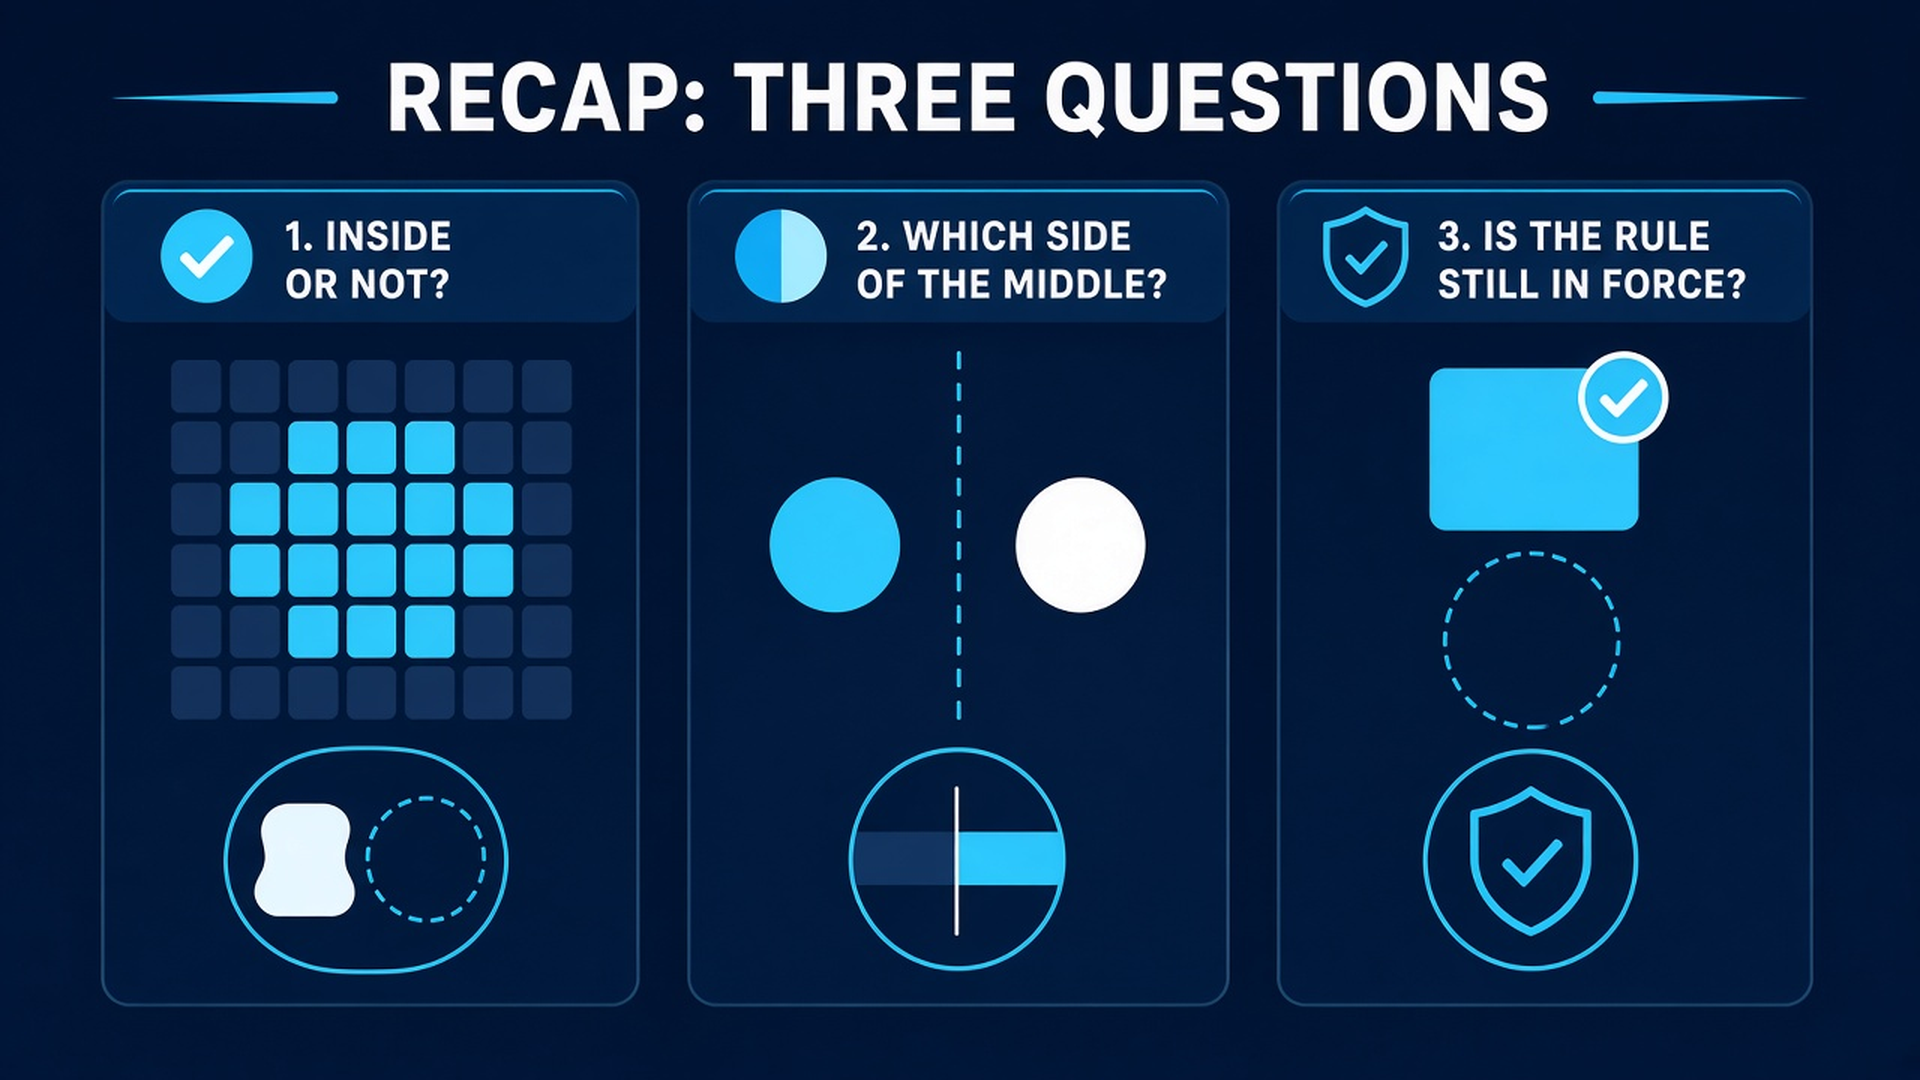 RECAP: THREE QUESTIONS
1. INSIDE
OR NOT?
2. WHICH SIDE
OF THE MIDDLE?
3. IS THE RULE
STILL IN FORCE?